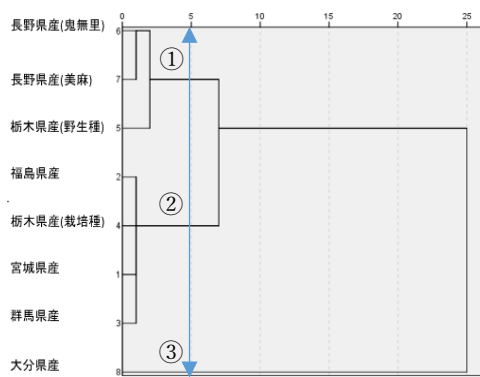 0 5 10 15 20 25
長野県産(鬼無里) 6
①
長野県産(美麻) 7
栃木県産(野生種) 5
福島県産 2
②
栃木県産(栽培種) 4
宮城県産 1
群馬県産 3
③
大分県産 8